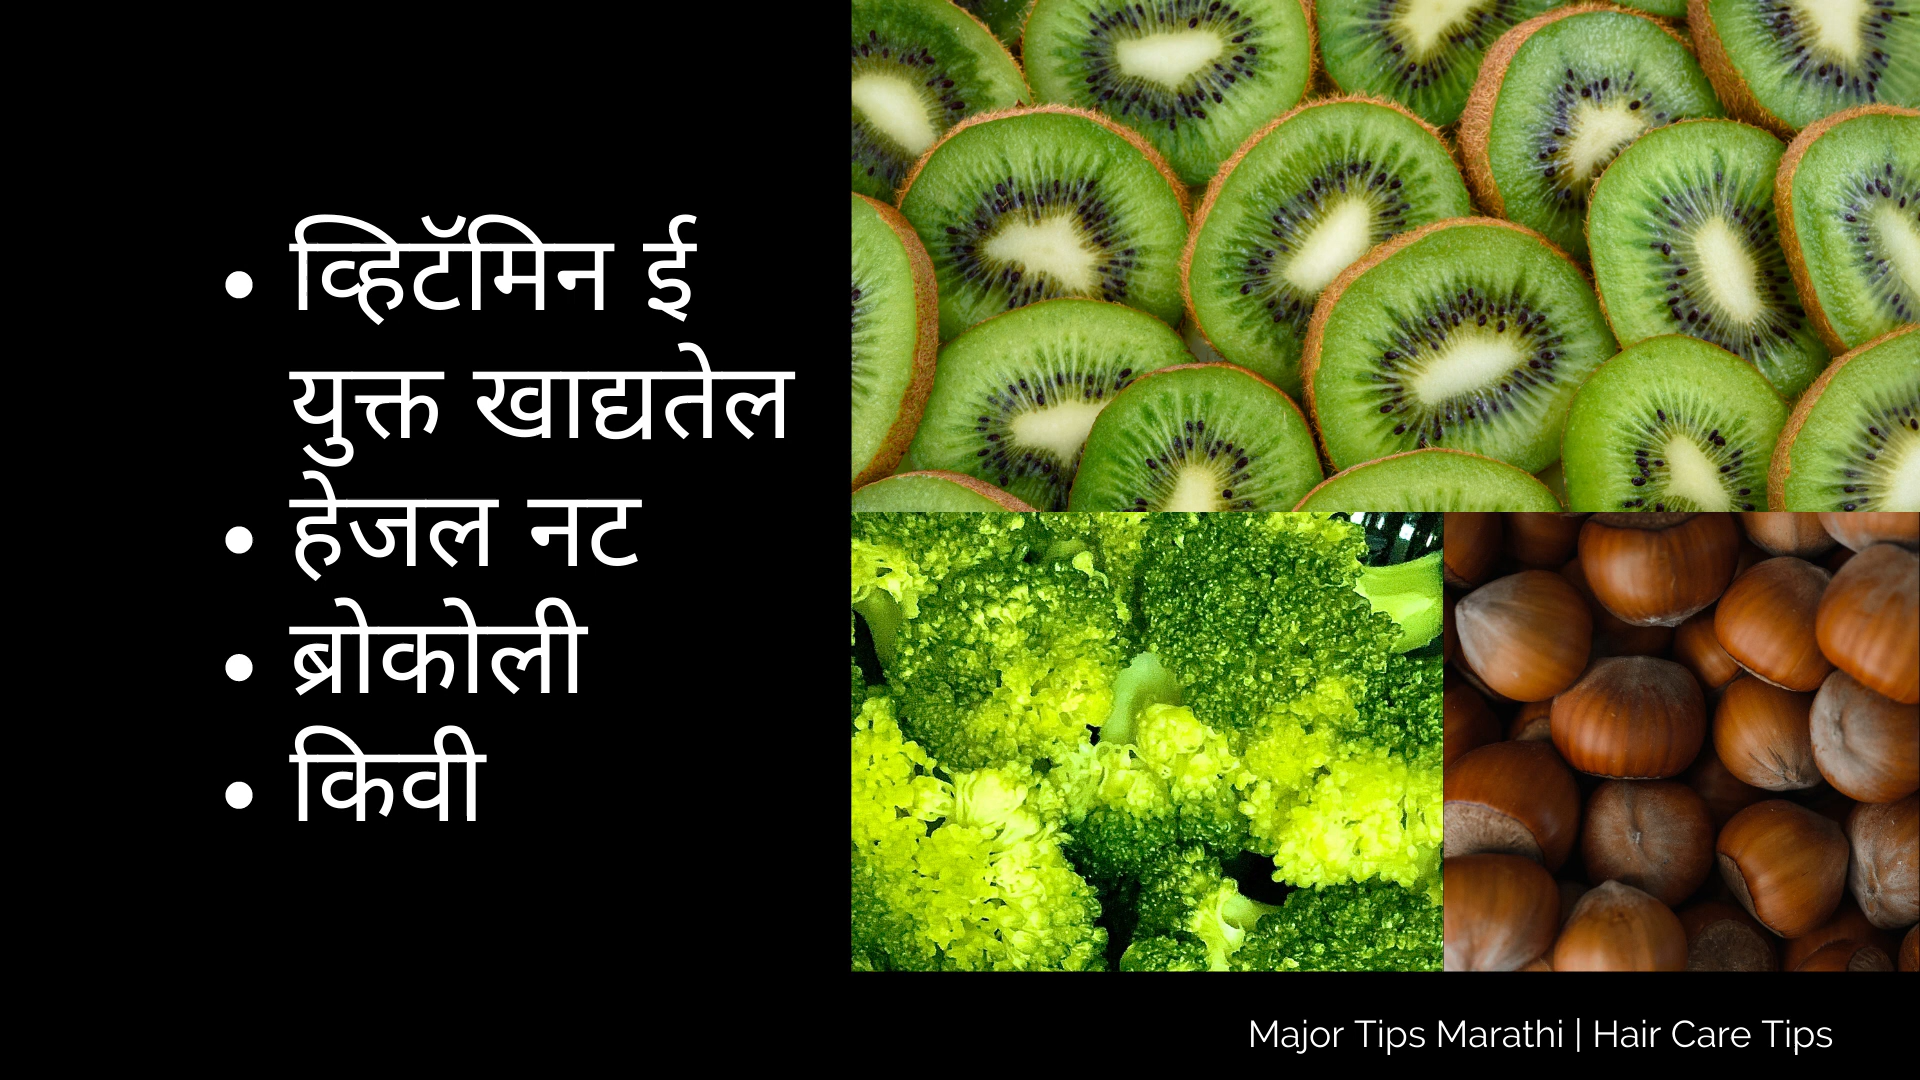 • व्हिटॅमिन ई
युक्त खाद्यतेल
• हेजल नट
• ब्रोकोली
• किवी
Major Tips Marathi | Hair Care Tips